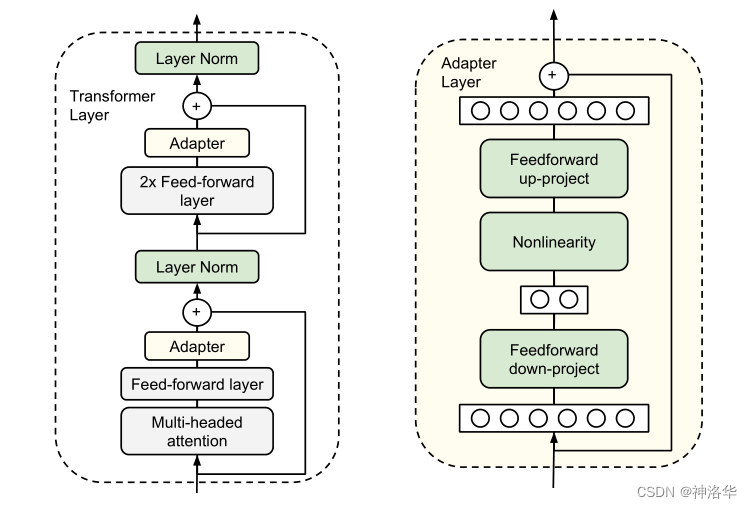 Layer Norm
Transformer
Layer
+
Adapter
2x Feed-forward
layer
Layer Norm
+
Adapter
Feed-forward layer
Multi-headed
attention
Adapter
Layer
+
Feedforward
up-project
Nonlinearity
Feedforward
down-project
CSDN @神洛华